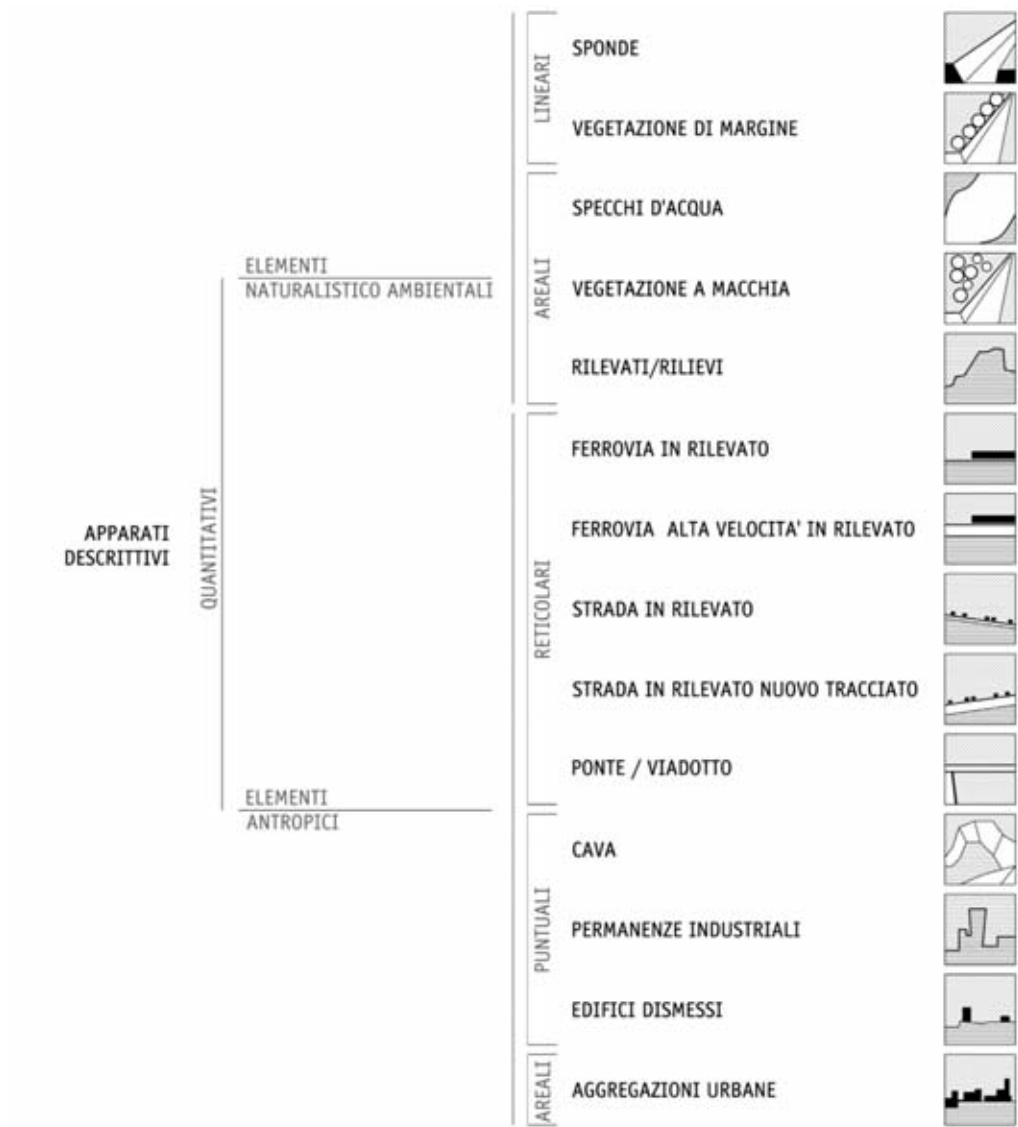 APPARATI
DESCRITTIVI
QUANTITATIVI
ELEMENTI
NATURALISTICO AMBIENTALI
LINEARI
SPONDE
VEGETAZIONE DI MARGINE
AREALI
SPECCHI D'ACQUA
VEGETAZIONE A MACCHIA
RILEVATI/RILIEVI
ELEMENTI
ANTROPICI
RETICOLARI
FERROVIA IN RILEVATO
FERROVIA ALTA VELOCITA' IN RILEVATO
STRADA IN RILEVATO
STRADA IN RILEVATO NUOVO TRACCIATO
PONTE / VIADOTTO
PUNTUALI
CAVA
PERMANENZE INDUSTRIALI
EDIFICI DISMESSI
AREALI
AGGREGAZIONI URBANE